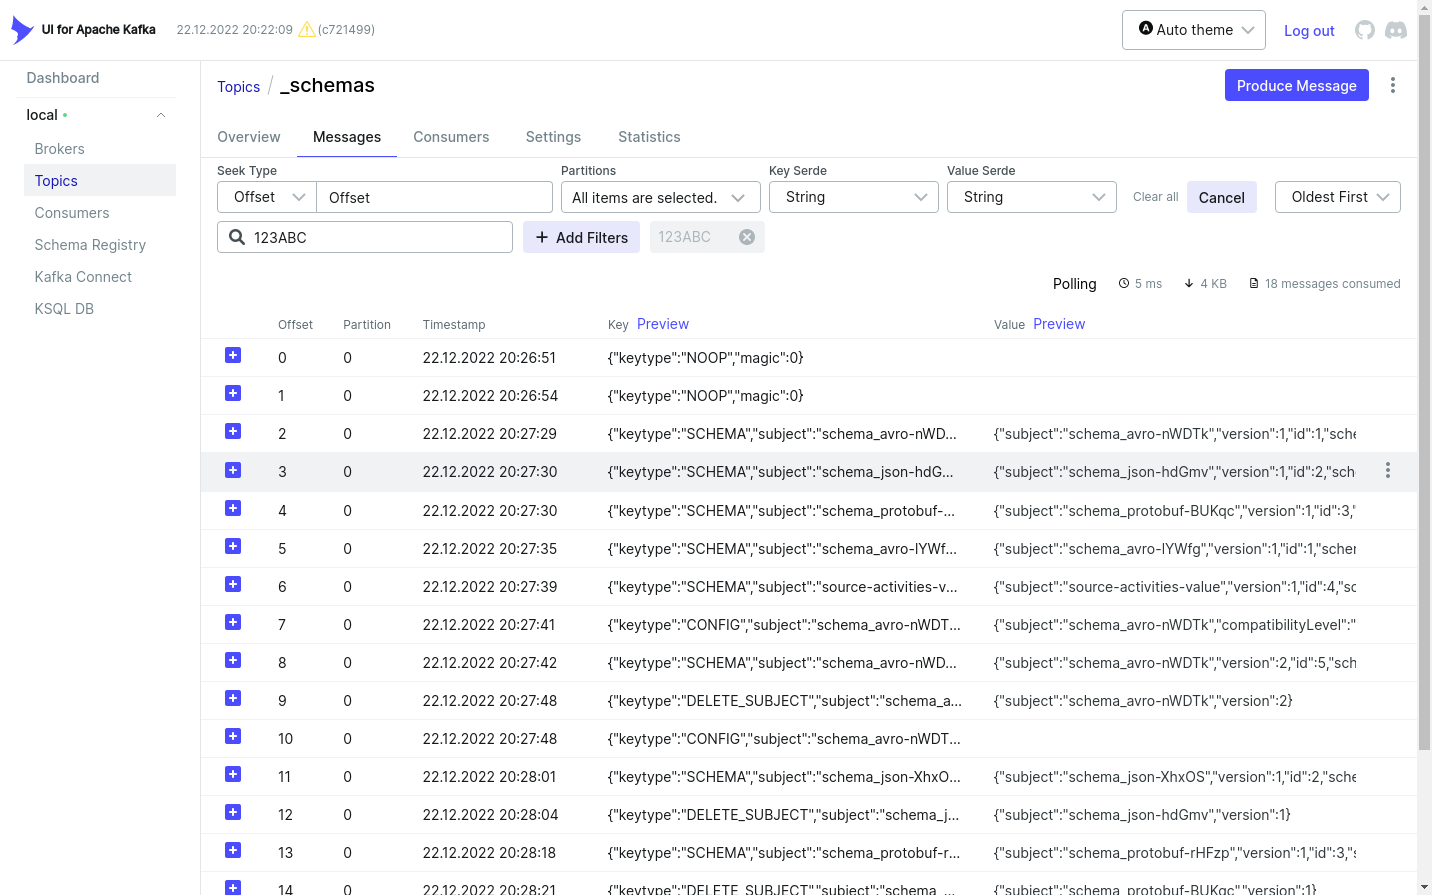 UI for Apache Kafka
22.12.2022 20:22:09
(c721499)
A Auto theme
Log out
Dashboard
local
Brokers
Topics
Consumers
Schema Registry
Kafka Connect
KSQL DB
Topics / _schemas
Produce Message
Overview Messages Consumers Settings Statistics
Seek Type Partitions Key Serde Value Serde
Offset Offset All items are selected. String String Clear all Cancel Oldest First
123ABC Add Filters 123ABC
Polling 5 ms 4 KB 18 messages consumed
Offset Partition Timestamp Key Preview Value Preview
0 0 22.12.2022 20:26:51 {"keytype":"NOOP","magic":0}
1 0 22.12.2022 20:26:54 {"keytype":"NOOP","magic":0}
2 0 22.12.2022 20:27:29 {"keytype":"SCHEMA","subject":"schema_avro-nWD... {"subject":"schema_avro-nWDTk","version":1,"id":1,"sche
3 0 22.12.2022 20:27:30 {"keytype":"SCHEMA","subject":"schema_json-hdG... {"subject":"schema_json-hdGmv","version":1,"id":2,"sch
4 0 22.12.2022 20:27:30 {"keytype":"SCHEMA","subject":"schema_protobuf-... {"subject":"schema_protobuf-BUKqc","version":1,"id":3,"
5 0 22.12.2022 20:27:35 {"keytype":"SCHEMA","subject":"schema_avro-lYWf... {"subject":"schema_avro-lYWfg","version":1,"id":1,"scher
6 0 22.12.2022 20:27:39 {"keytype":"SCHEMA","subject":"source-activities-v... {"subject":"source-activities-value","version":1,"id":4,"sc
7 0 22.12.2022 20:27:41 {"keytype":"CONFIG","subject":"schema_avro-nWDT... {"subject":"schema_avro-nWDTk","compatibilityLevel":"
8 0 22.12.2022 20:27:42 {"keytype":"SCHEMA","subject":"schema_avro-nWD... {"subject":"schema_avro-nWDTk","version":2,"id":5,"sch
9 0 22.12.2022 20:27:48 {"keytype":"DELETE_SUBJECT","subject":"schema_a... {"subject":"schema_avro-nWDTk","version":2}
10 0 22.12.2022 20:27:48 {"keytype":"CONFIG","subject":"schema_avro-nWDT...
11 0 22.12.2022 20:28:01 {"keytype":"SCHEMA","subject":"schema_json-XhxO... {"subject":"schema_json-XhxOS","version":1,"id":2,"sche
12 0 22.12.2022 20:28:04 {"keytype":"DELETE_SUBJECT","subject":"schema_j... {"subject":"schema_json-hdGmv","version":1}
13 0 22.12.2022 20:28:18 {"keytype":"SCHEMA","subject":"schema_protobuf-r... {"subject":"schema_protobuf-rHFzp","version":1,"id":3,"s
14 0 22.12.2022 20:28:21 {"keytype":"DELETE_SUBJECT","subject":"schema_... {"subject":"schema_protobuf-BUKqc","version":1}